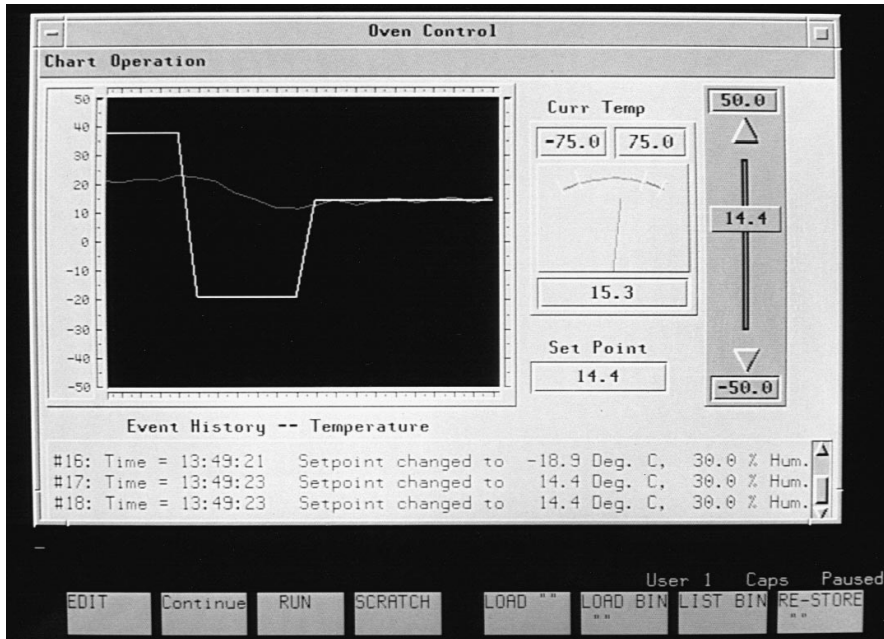 Oven Control
Chart Operation
50
40
30
20
10
0
-10
-20
-30
-40
-50
Curr Temp
-75.0 75.0
15.3
Set Point
14.4
50.0
14.4
-50.0
Event History -- Temperature
#16: Time = 13:49:21 Setpoint changed to -18.9 Deg. C, 30.0 % Hum.
#17: Time = 13:49:23 Setpoint changed to 14.4 Deg. C, 30.0 % Hum.
#18: Time = 13:49:23 Setpoint changed to 14.4 Deg. C, 30.0 % Hum.
User 1 Caps Paused
EDIT Continue RUN SCRATCH LOAD "" LOAD BIN "" LIST BIN RE-STORE ""